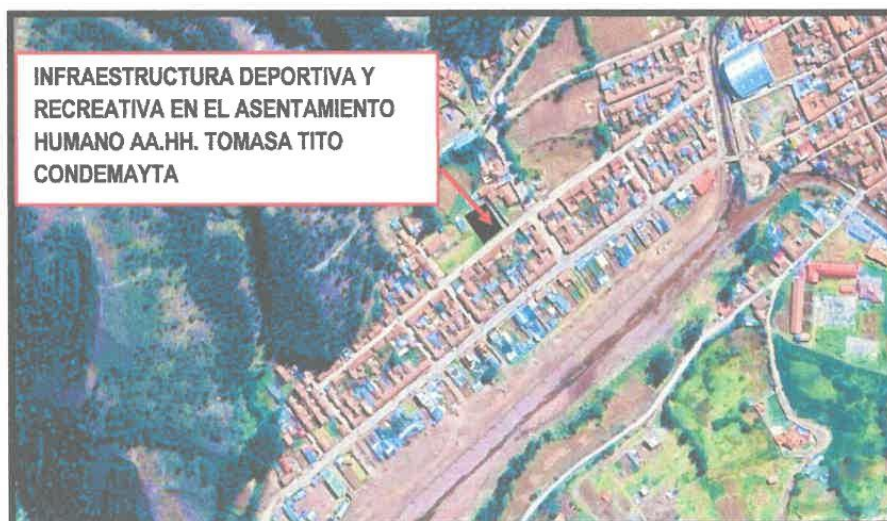 INFRAESTRUCTURA DEPORTIVA Y
RECREATIVA EN EL ASENTAMIENTO
HUMANO AA.HH. TOMASA TITO
CONDEMAYTA